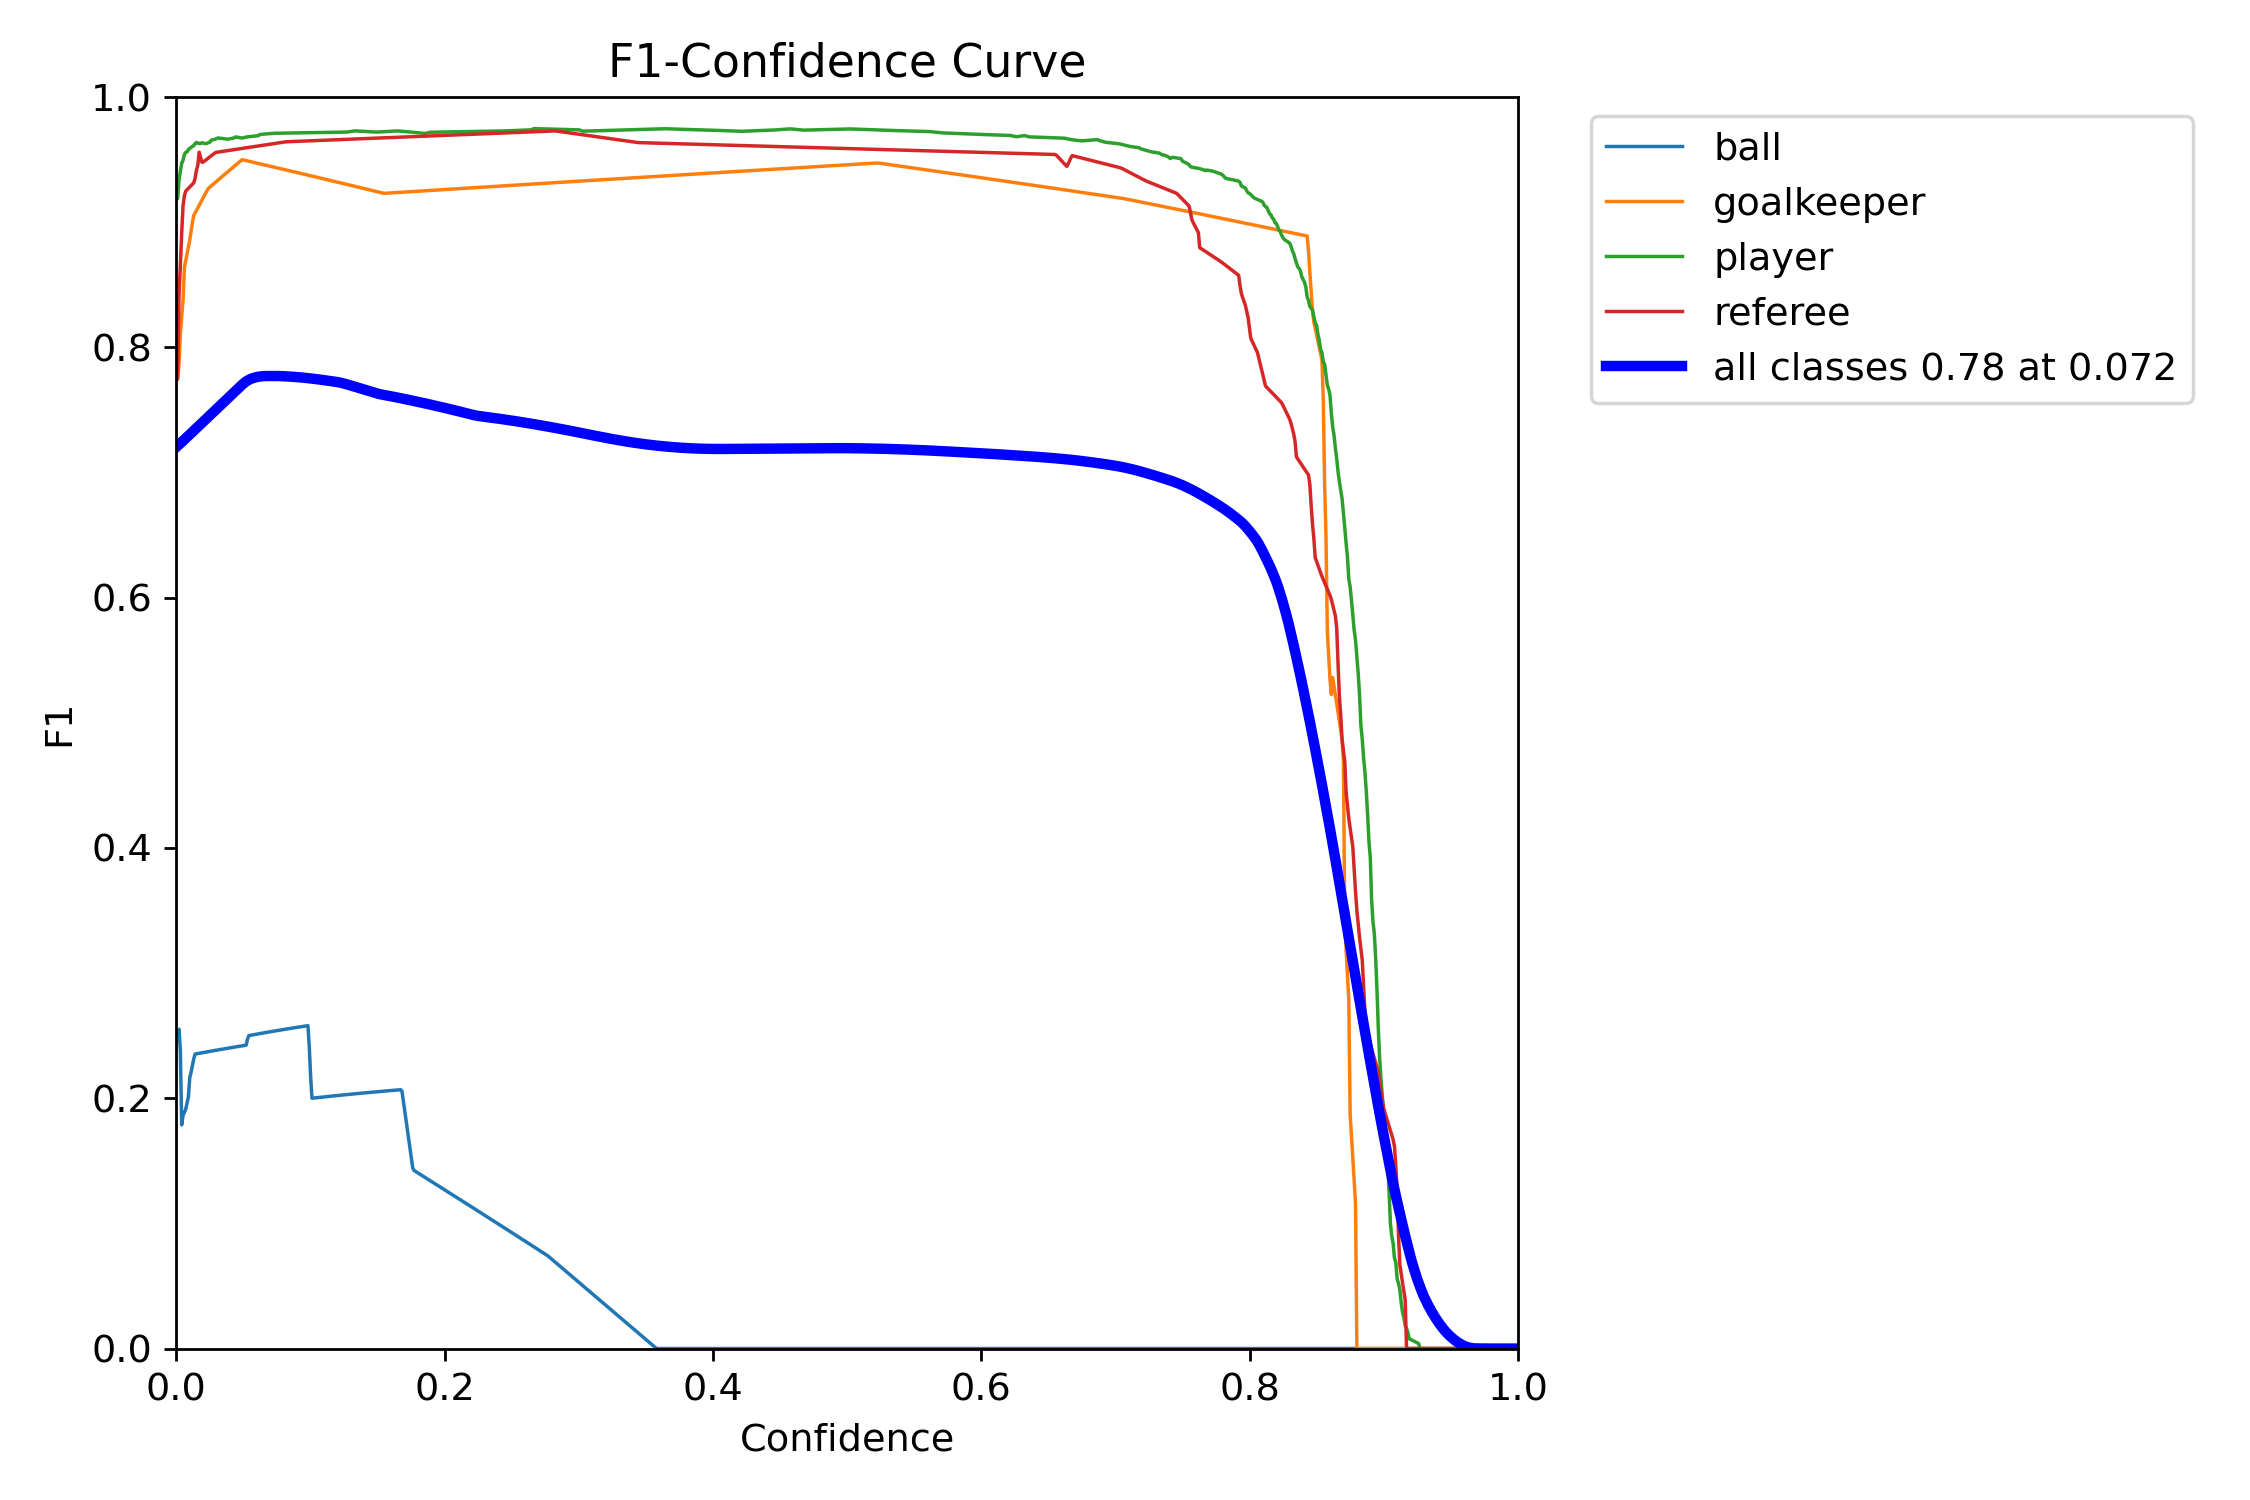 F1-Confidence Curve
1.0
0.8
0.6
0.4
0.2
0.0
F1
0.0 0.2 0.4 0.6 0.8 1.0
Confidence
ball
goalkeeper
player
referee
all classes 0.78 at 0.072